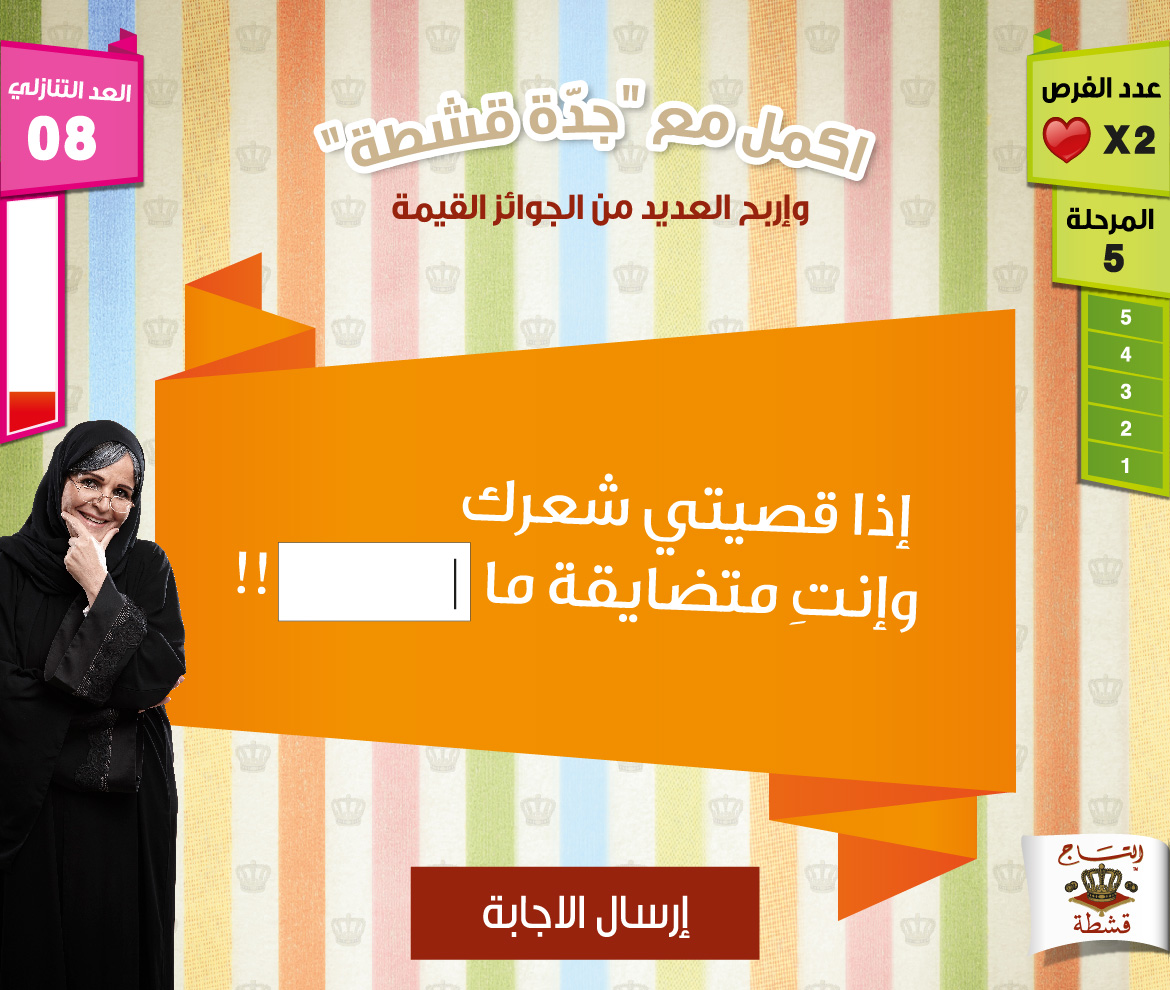 العد التنازلي
08
عدد الفرص
X2
المرحلة
5
5
4
3
2
1
اكمل مع "جدّة قشطة"
وإربح العديد من الجوائز القيمة
إذا قصيتي شعرك
وإنتِ متضايقة ما !!
إرسال الاجابة
التاج
TM
قشطة